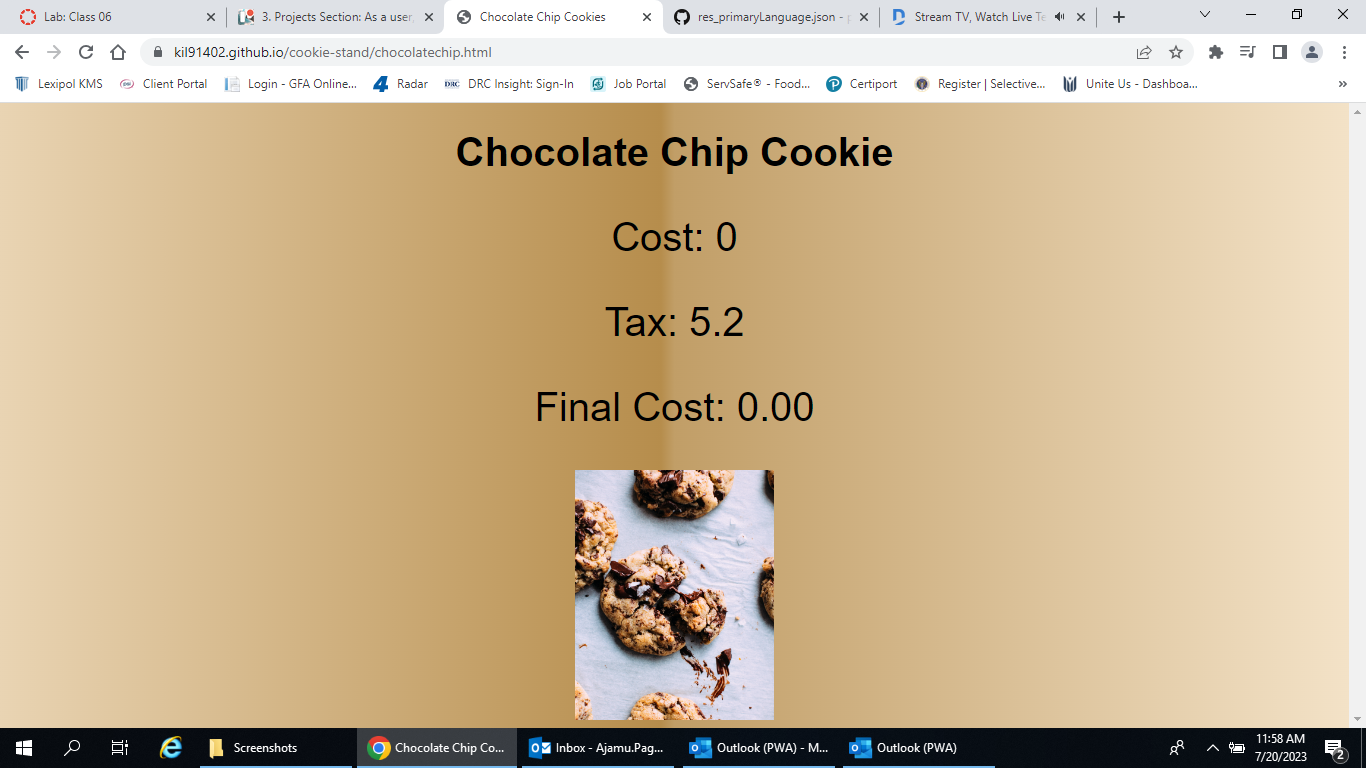 Lab: Class 06
3. Projects Section: As a user,
Chocolate Chip Cookies
res_primaryLanguage.json - p
Stream TV, Watch Live Te
kil91402.github.io/cookie-stand/chocolatechip.html
Lexipol KMS
Client Portal
Login - GFA Online...
Radar
DRC
DRC Insight: Sign-In
Job Portal
ServSafe® - Food...
Certiport
Register | Selective...
Unite Us - Dashboa...
»
Chocolate Chip Cookie
Cost: 0
Tax: 5.2
Final Cost: 0.00
Screenshots
Chocolate Chip Co...
Inbox - Ajamu.Pag...
Outlook (PWA) - M...
Outlook (PWA)
11:58 AM
7/20/2023
2